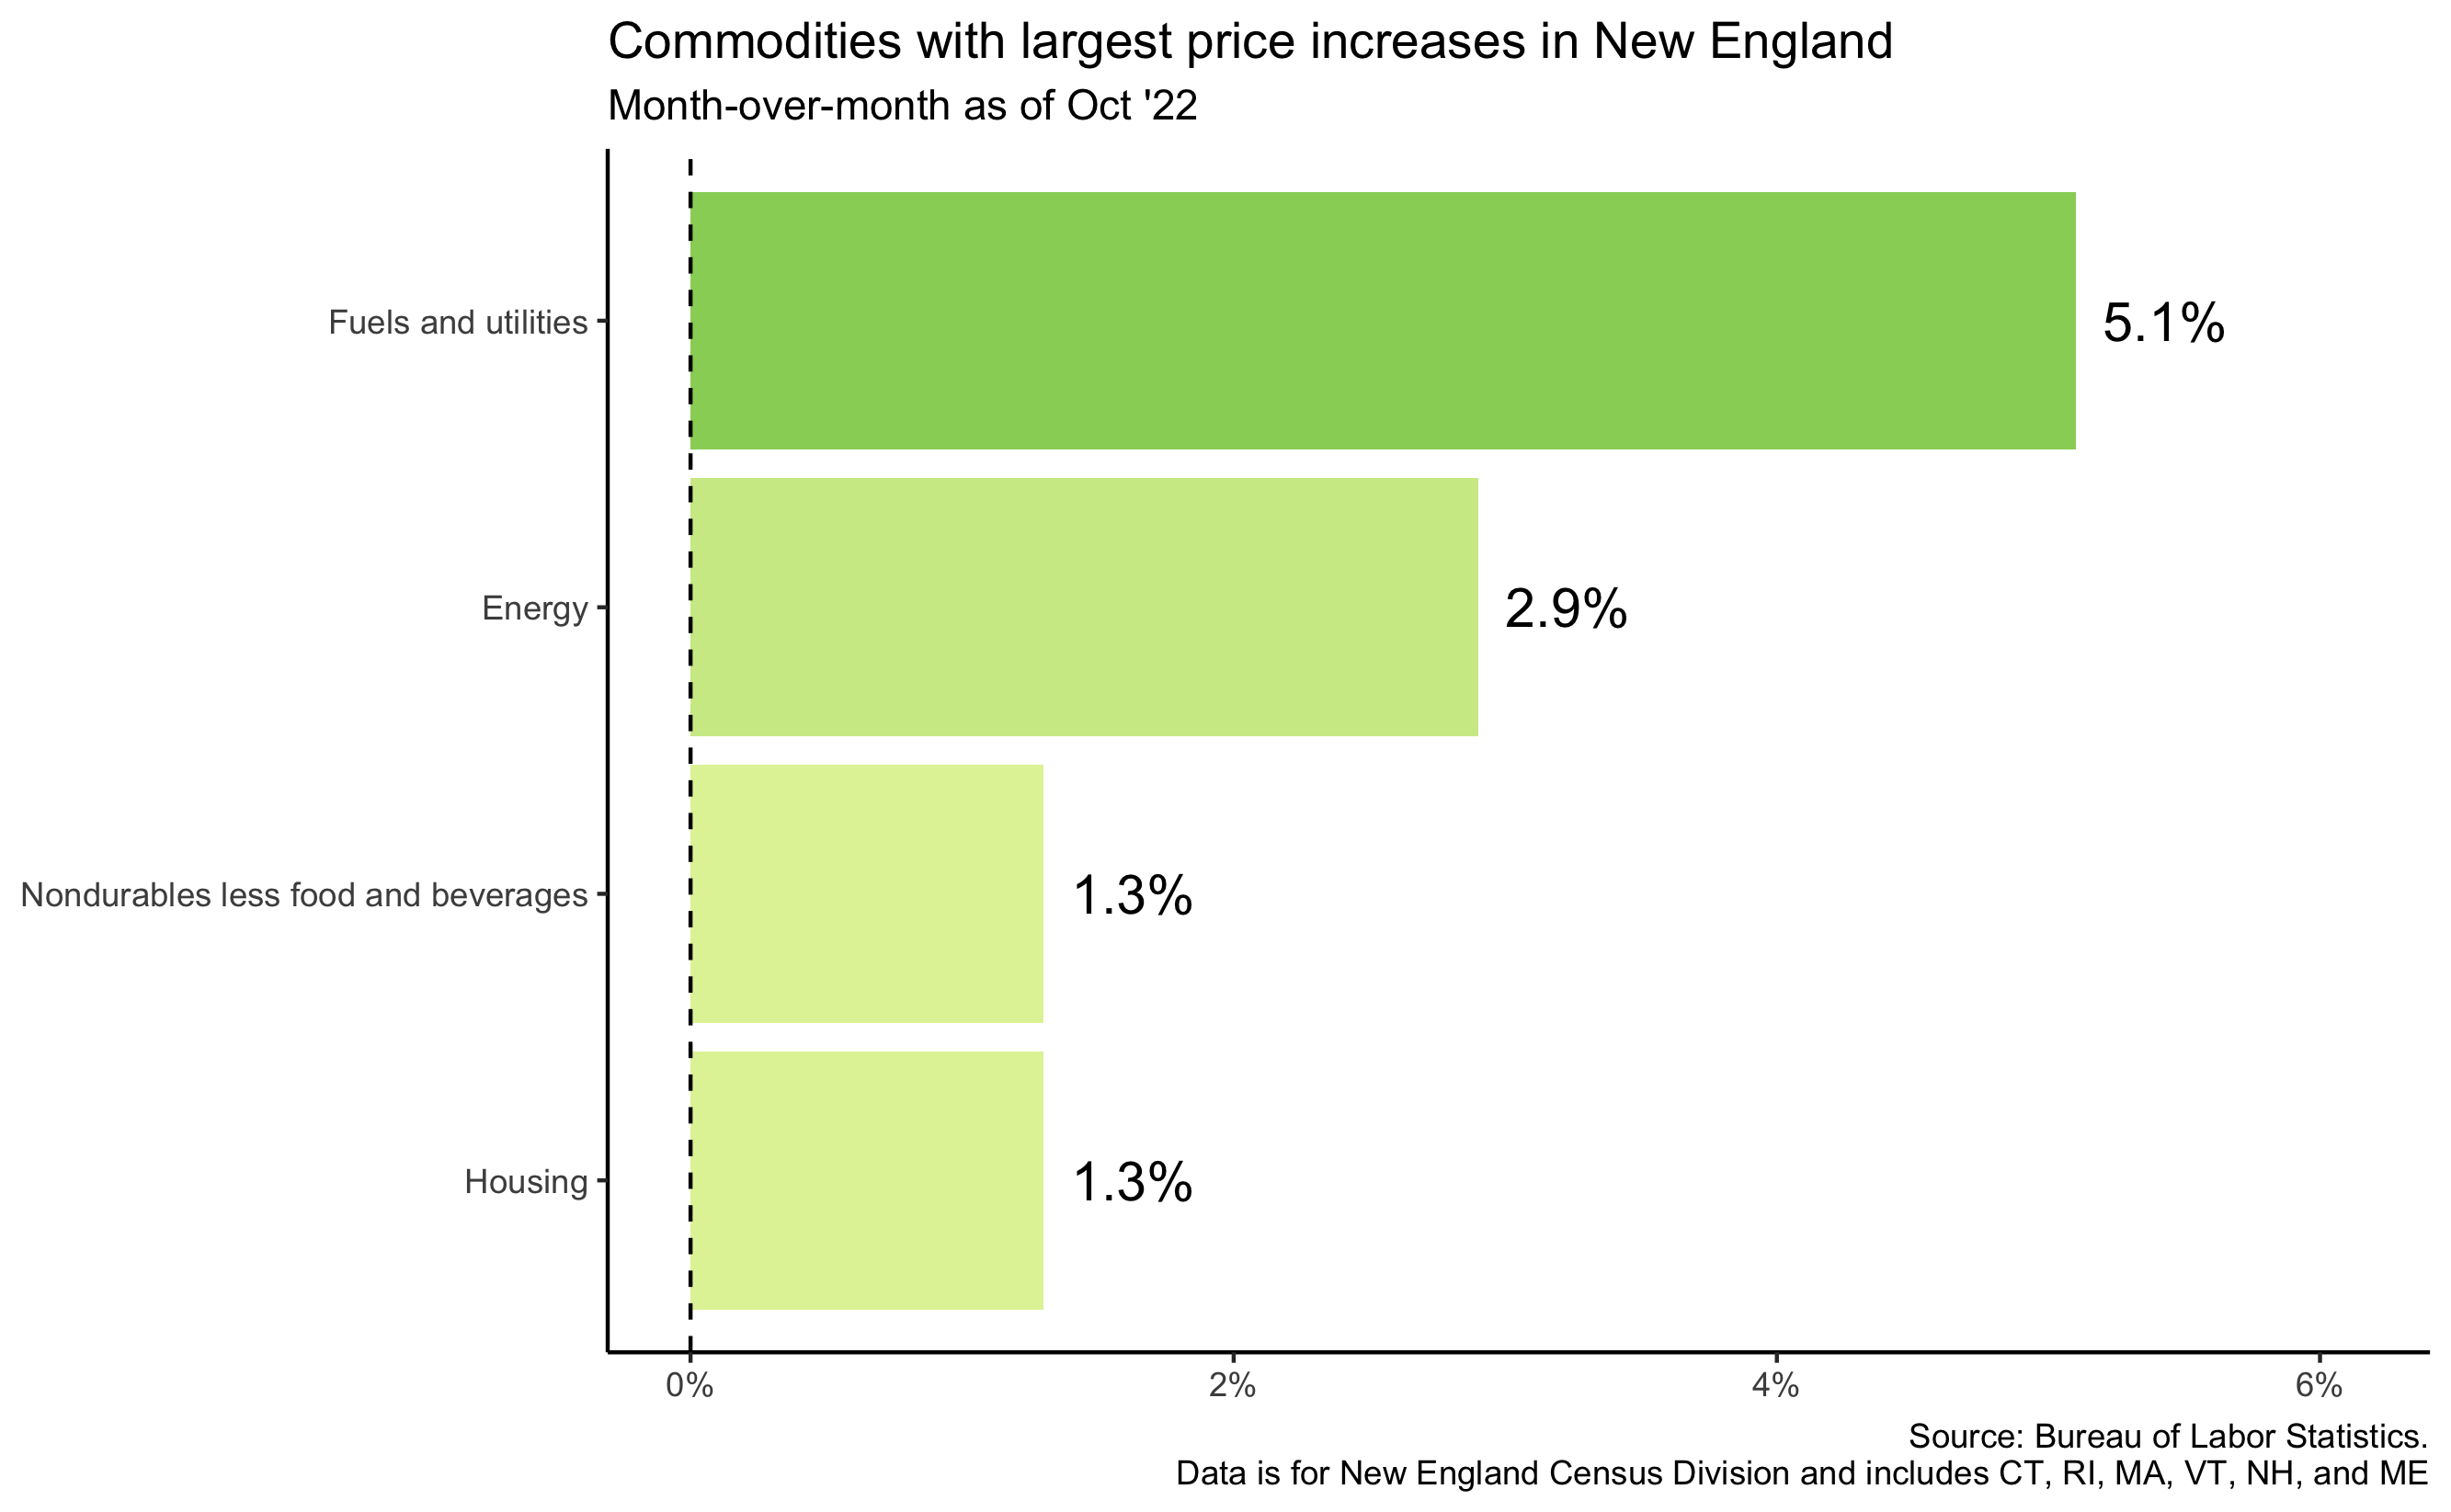 Commodities with largest price increases in New England
Month-over-month as of Oct '22
Fuels and utilities
5.1%
Energy
2.9%
Nondurables less food and beverages
1.3%
Housing
1.3%
0%
2%
4%
6%
Source: Bureau of Labor Statistics.
Data is for New England Census Division and includes CT, RI, MA, VT, NH, and ME